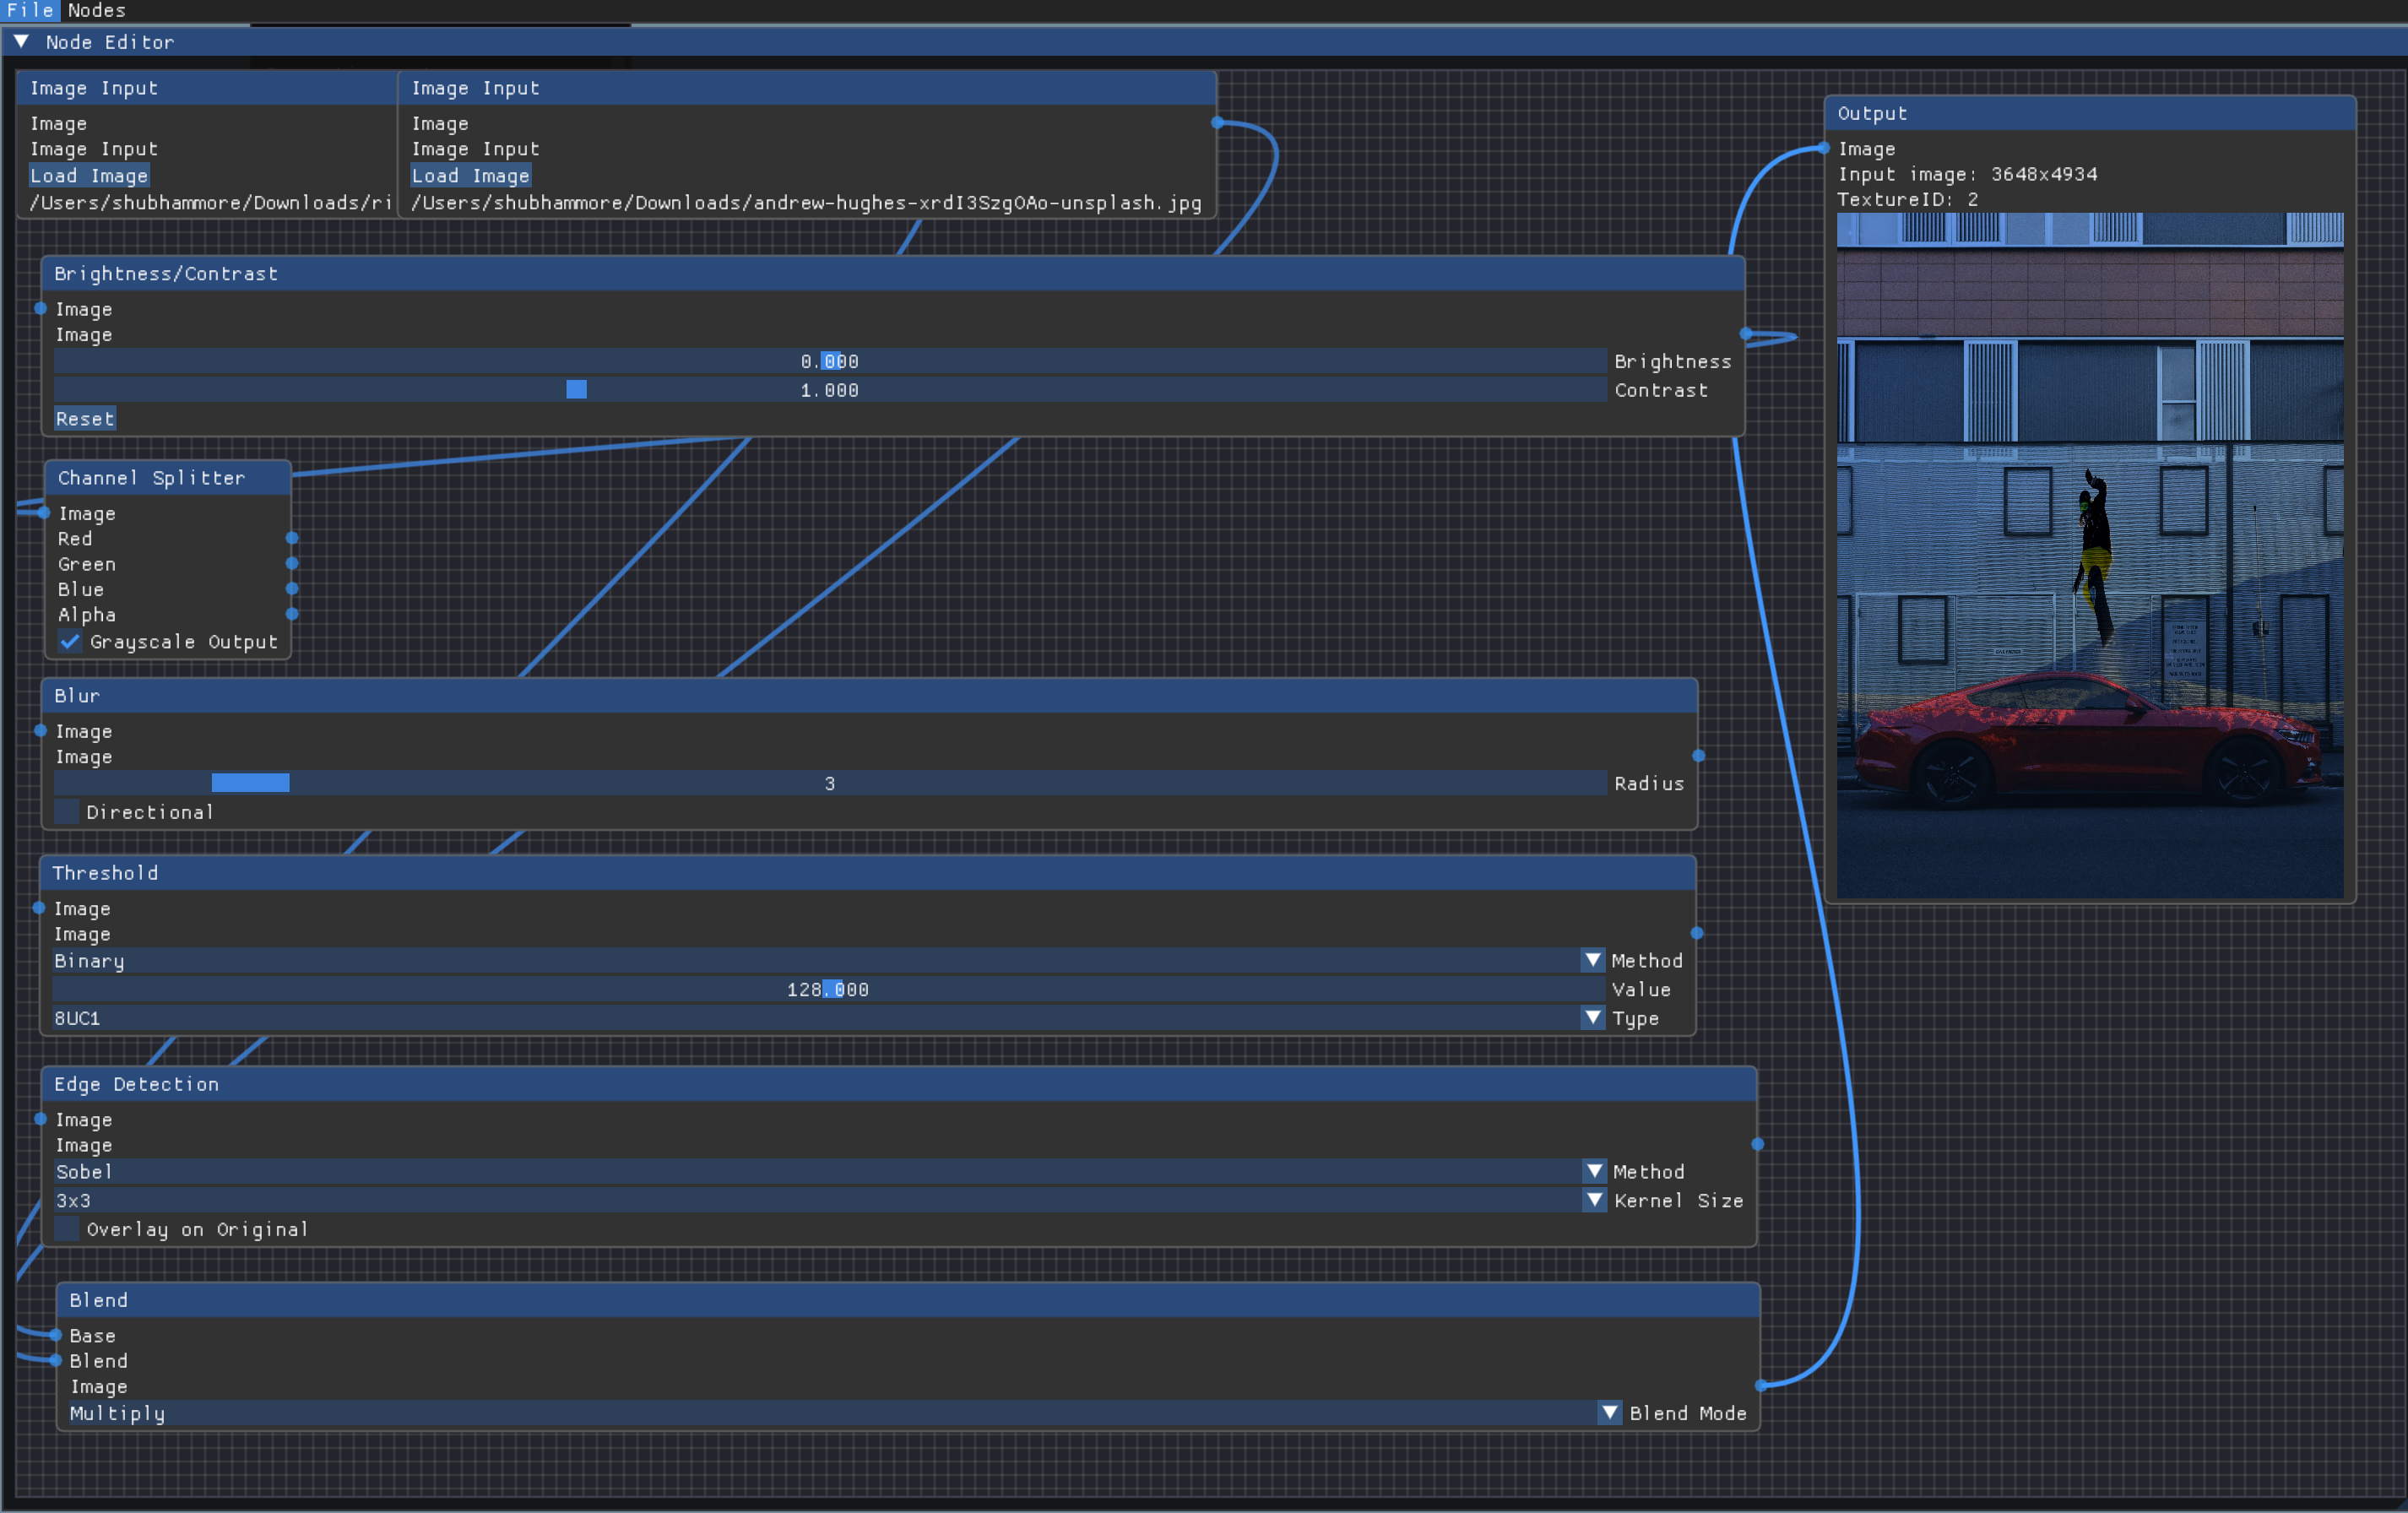 File Nodes
Node Editor
Image Input
Image
Image Input
Load Image
/Users/shubhammore/Downloads/ri
Image Input
Image
Image Input
Load Image
/Users/shubhammore/Downloads/andrew-hughes-xrdI3SzgOAo-unsplash.jpg
Brightness/Contrast
Image
Image
0.000 Brightness
1.000 Contrast
Reset
Channel Splitter
Image
Red
Green
Blue
Alpha
Grayscale Output
Blur
Image
Image
3 Radius
Directional
Threshold
Image
Image
Binary Method
128.000 Value
8UC1 Type
Edge Detection
Image
Image
Sobel Method
3x3 Kernel Size
Overlay on Original
Blend
Base
Blend
Image
Multiply Blend Mode
Output
Image
Input image: 3648x4934
TextureID: 2